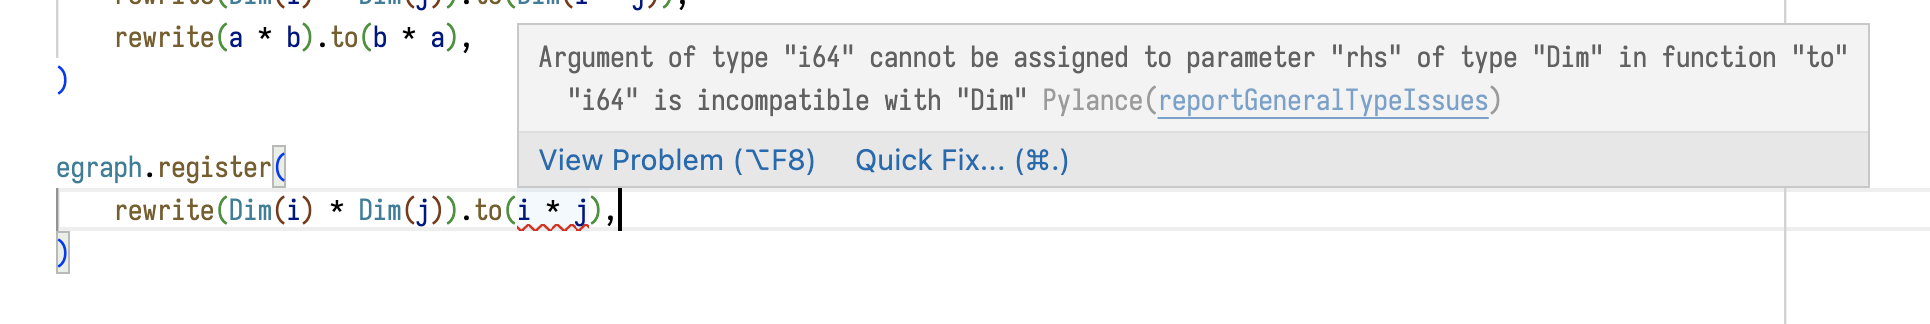 rewrite(Dim(i) * Dim(j)).to(Dim(i * j)),
rewrite(a * b).to(b * a),
)
Argument of type "i64" cannot be assigned to parameter "rhs" of type "Dim" in function "to"
"i64" is incompatible with "Dim" Pylance(reportGeneralTypeIssues)
View Problem (⌥F8) Quick Fix... (⌘.)
egraph.register(
rewrite(Dim(i) * Dim(j)).to(i * j),
)